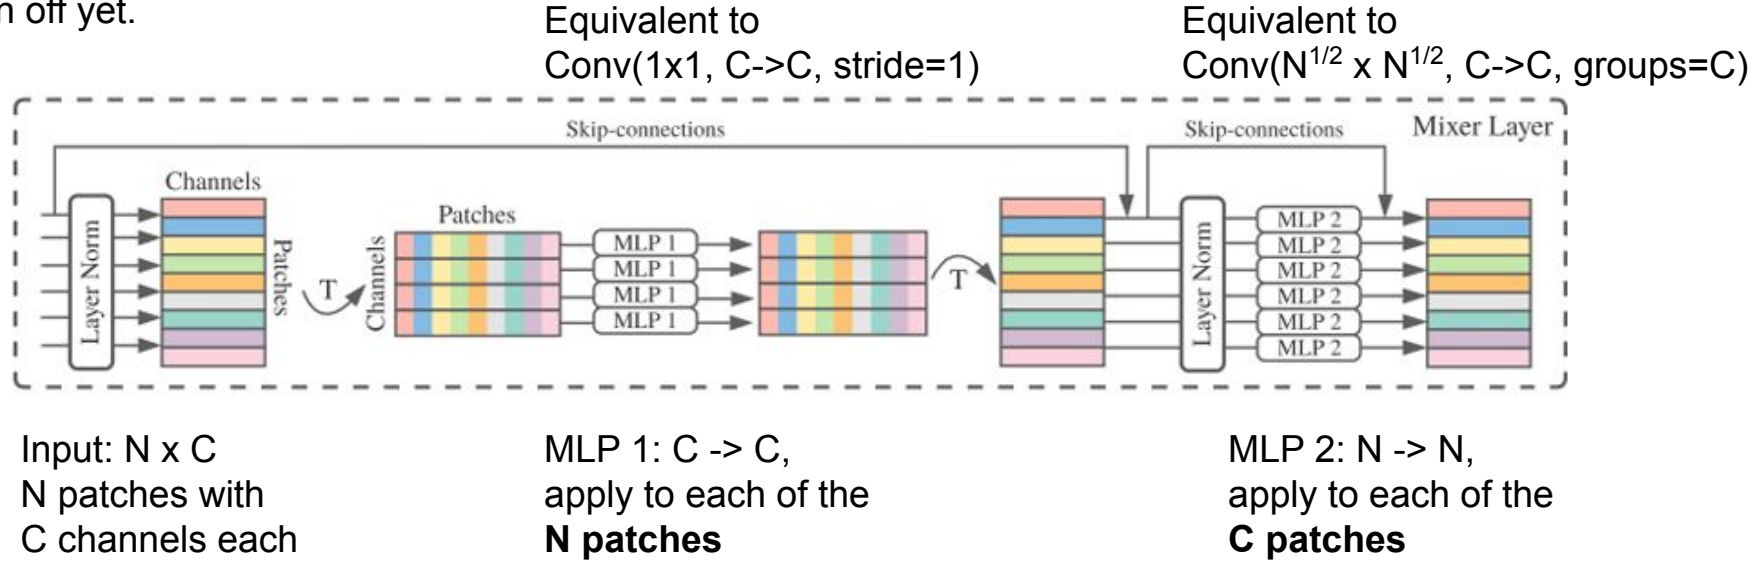 n off yet.
Equivalent to
Conv(1x1, C->C, stride=1)
Equivalent to
Conv(N^1/2 x N^1/2, C->C, groups=C)
Skip-connections
Skip-connections
Mixer Layer
Layer Norm
Channels
Patches
T
Channels
Patches
MLP 1
MLP 1
MLP 1
MLP 1
T
Layer Norm
MLP 2
MLP 2
MLP 2
MLP 2
MLP 2
MLP 2
Input: N x C
N patches with
C channels each
MLP 1: C -> C,
apply to each of the
N patches
MLP 2: N -> N,
apply to each of the
C patches